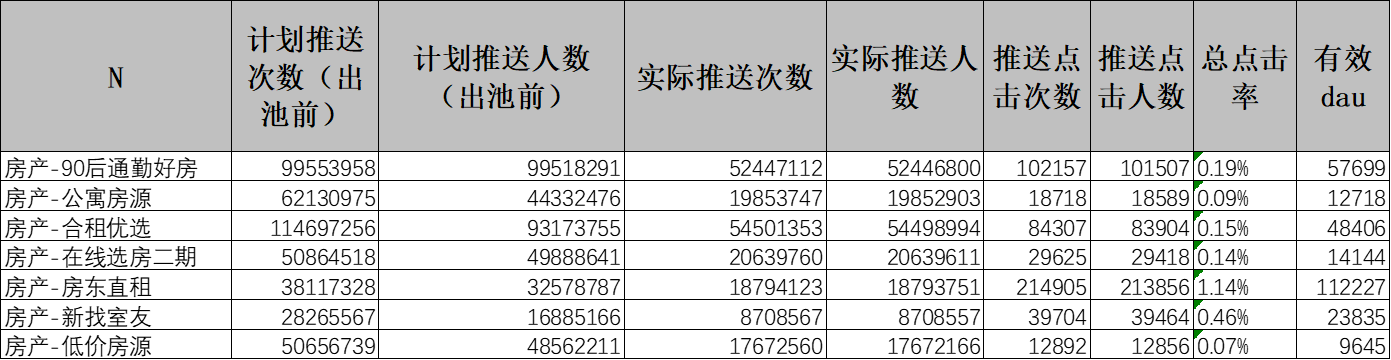 N 计划推送次数（出池前） 计划推送人数（出池前） 实际推送次数 实际推送人数 推送点击次数 推送点击人数 总点击率 有效dau
房产-90后通勤好房 99553958 99518291 52447112 52446800 102157 101507 0.19% 57699
房产-公寓房源 62130975 44332476 19853747 19852903 18718 18589 0.09% 12718
房产-合租优选 114697256 93173755 54501353 54498994 84307 83904 0.15% 48406
房产-在线选房二期 50864518 49888641 20639760 20639611 29625 29418 0.14% 14144
房产-房东直租 38117328 32578787 18794123 18793751 214905 213856 1.14% 112227
房产-新找室友 28265567 16885166 8708567 8708557 39704 39464 0.46% 23835
房产-低价房源 50656739 48562211 17672560 17672166 12892 12856 0.07% 9645